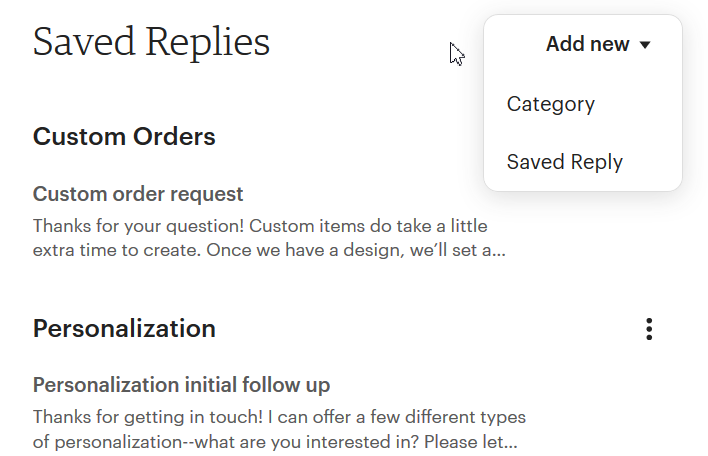 Saved Replies
Add new
Category
Saved Reply
Custom Orders
Custom order request
Thanks for your question! Custom items do take a little
extra time to create. Once we have a design, we’ll set a...
Personalization
Personalization initial follow up
Thanks for getting in touch! I can offer a few different types
of personalization--what are you interested in? Please let...